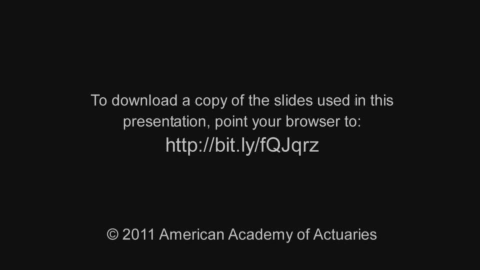 To download a copy of the slides used in this
presentation, point your browser to:
http://bit.ly/fQJqrz
© 2011 American Academy of Actuaries